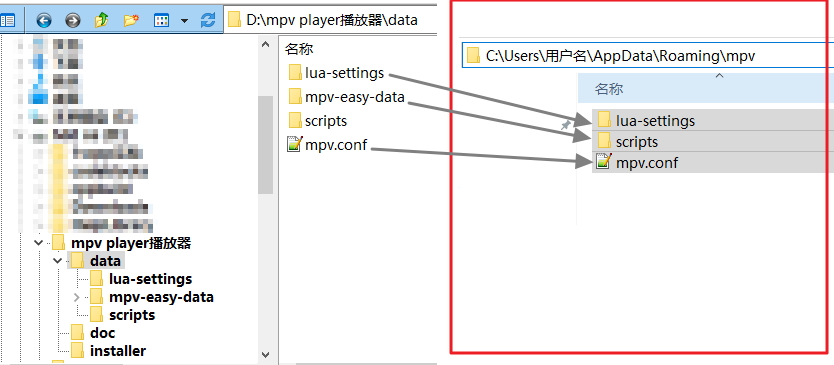 D:\mpv player播放器\data
名称
lua-settings
mpv-easy-data
scripts
mpv.conf
mpv player播放器
data
lua-settings
mpv-easy-data
scripts
doc
installer
C:\Users\用户名\AppData\Roaming\mpv
名称
lua-settings
scripts
mpv.conf